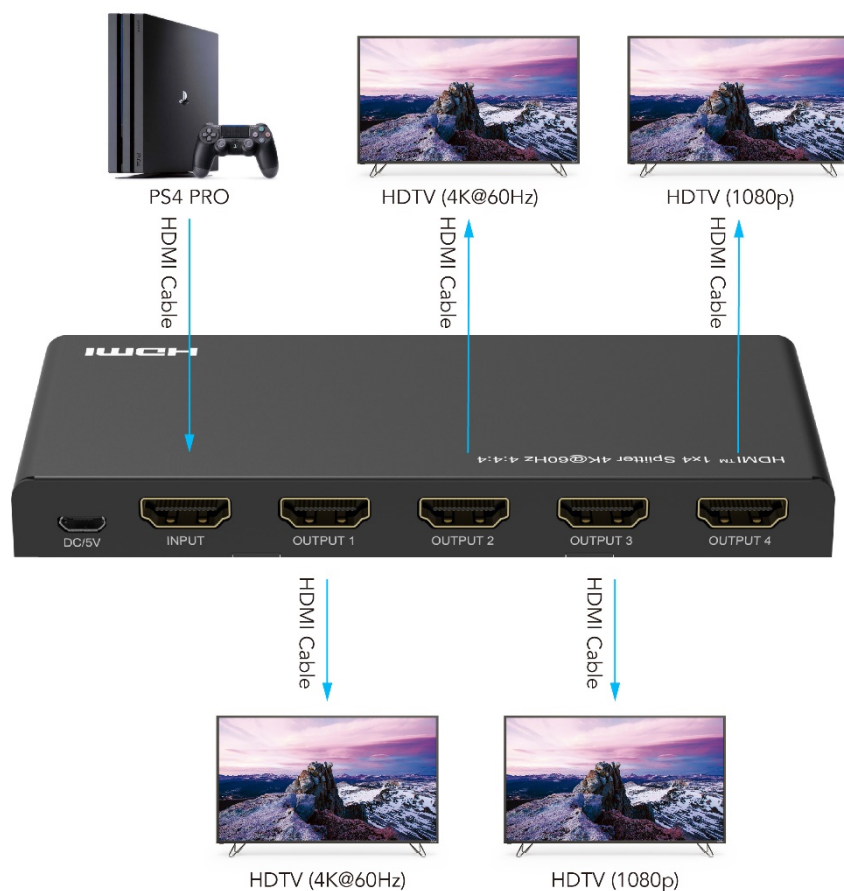 PS4 PRO
HDTV (4K@60Hz)
HDTV (1080p)
HDMI Cable
HDMI Cable
HDMI Cable
HDMI
HDMI™ 1x4 Splitter 4K@60Hz 4:4:4
DC/5V
INPUT
OUTPUT 1
OUTPUT 2
OUTPUT 3
OUTPUT 4
HDMI Cable
HDMI Cable
HDTV (4K@60Hz)
HDTV (1080p)